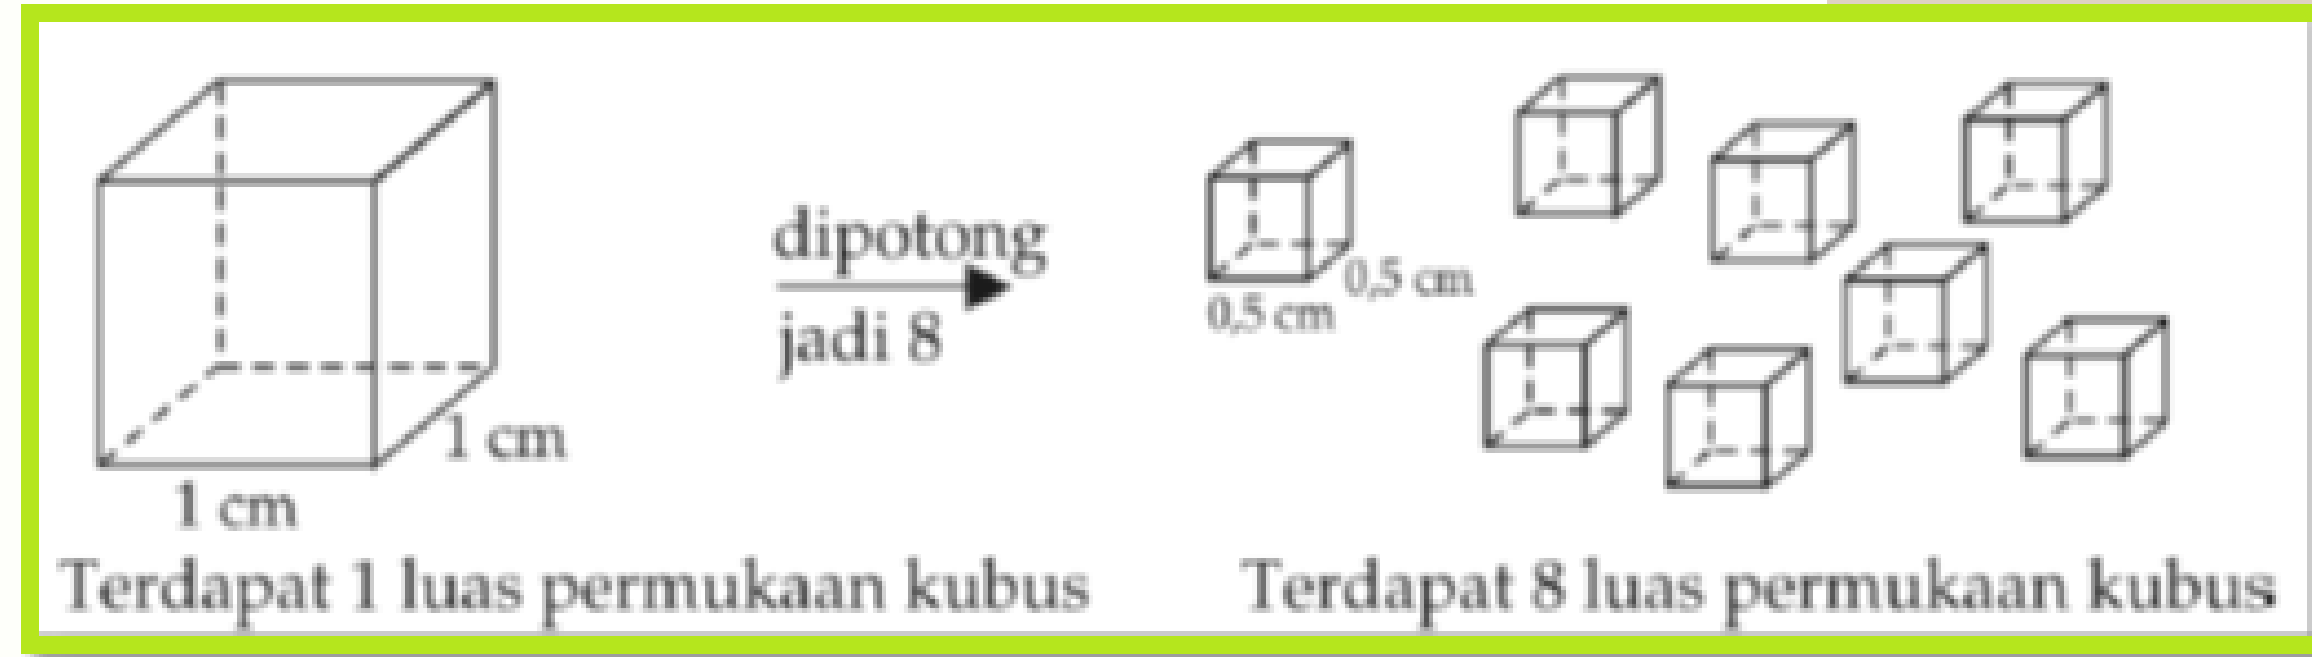 dipotong
jadi 8
1 cm
1 cm
0,5 cm
0,5 cm
Terdapat 1 luas permukaan kubus
Terdapat 8 luas permukaan kubus